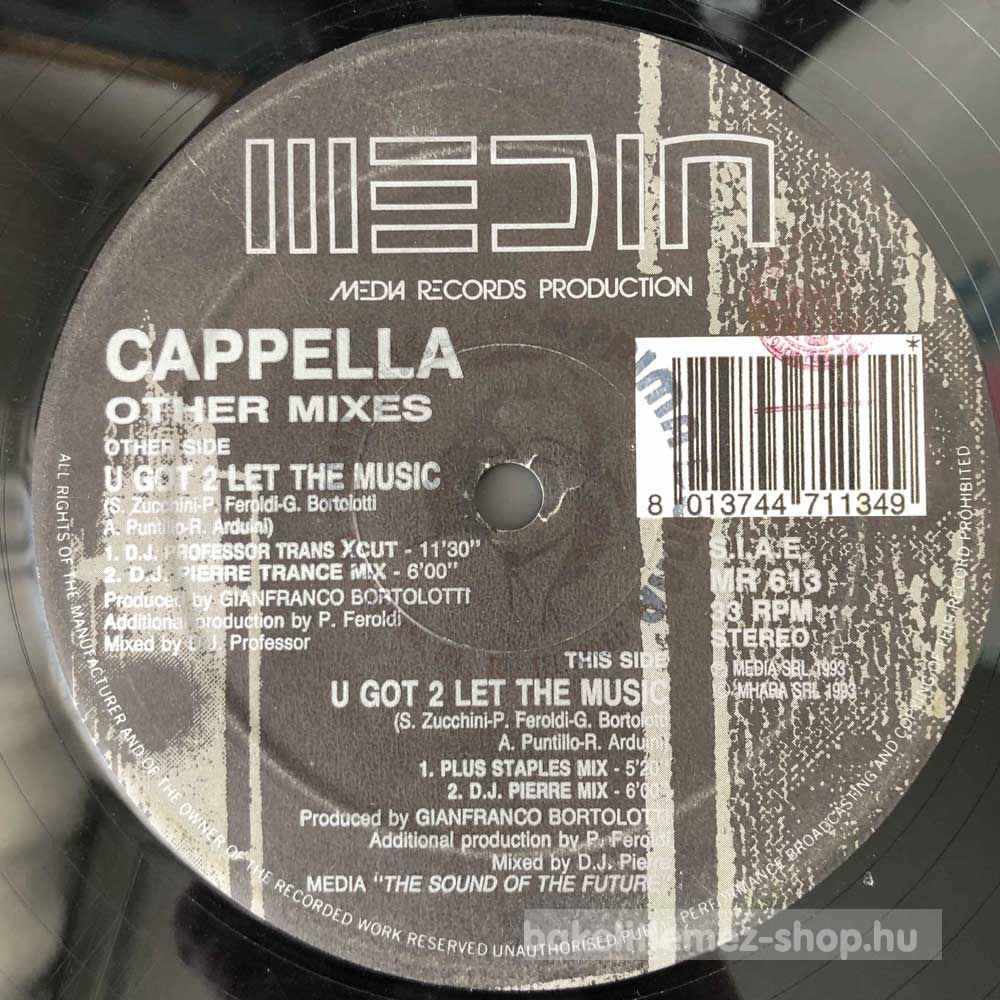 MEDIA
MEDIA RECORDS PRODUCTION
CAPPELLA
OTHER MIXES
OTHER SIDE
U GOT 2 LET THE MUSIC
(S. Zucchini-P. Feroldi-G. Bortolotti
A. Puntillo-R. Arduini)
1. D.J. PROFESSOR TRANS XCUT - 11'30"
2. D.J. PIERRE TRANCE MIX - 6'00"
Produced by GIANFRANCO BORTOLOTTI
Additional production by P. Feroldi
Mixed by D.J. Professor
8 013744 711349
S.I.A.E.
MR 613
33 RPM
STEREO
Ⓟ MEDIA SRL 1993
© MHARA SRL 1993
THIS SIDE
U GOT 2 LET THE MUSIC
(S. Zucchini-P. Feroldi-G. Bortolotti
A. Puntillo-R. Arduini
1. PLUS STAPLES MIX - 5'20
2. D.J. PIERRE MIX - 6'00
Produced by GIANFRANCO BORTOLOTTI
Additional production by P. Feroldi
Mixed by D.J. Pierre
MEDIA "THE SOUND OF THE FUTURE
ALL RIGHTS OF THE MANUFACTURER AND OF THE OWNER OF THE RECORDED WORK RESERVED UNAUTHORISED PUBLIC PERFORMANCE BROADCASTING AND COPYING OF THIS RECORD PROHIBITED
bakelitlemez-shop.hu